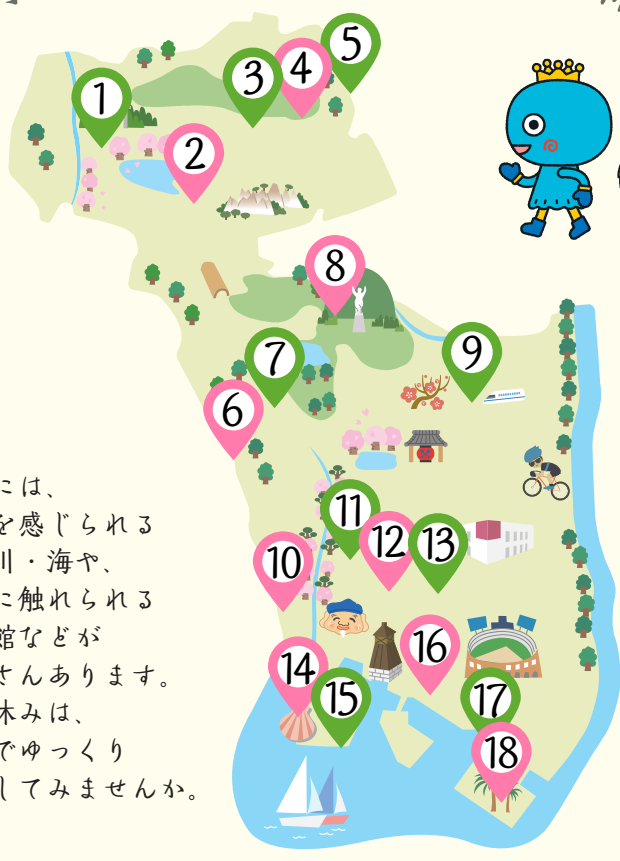 1
2
3
4
5
6
7
8
9
10
11
12
13
14
15
16
17
18
には、
を感じられる
川・海や、
に触れられる
館などが
さんあります。
休みは、
でゆっくり
してみませんか。